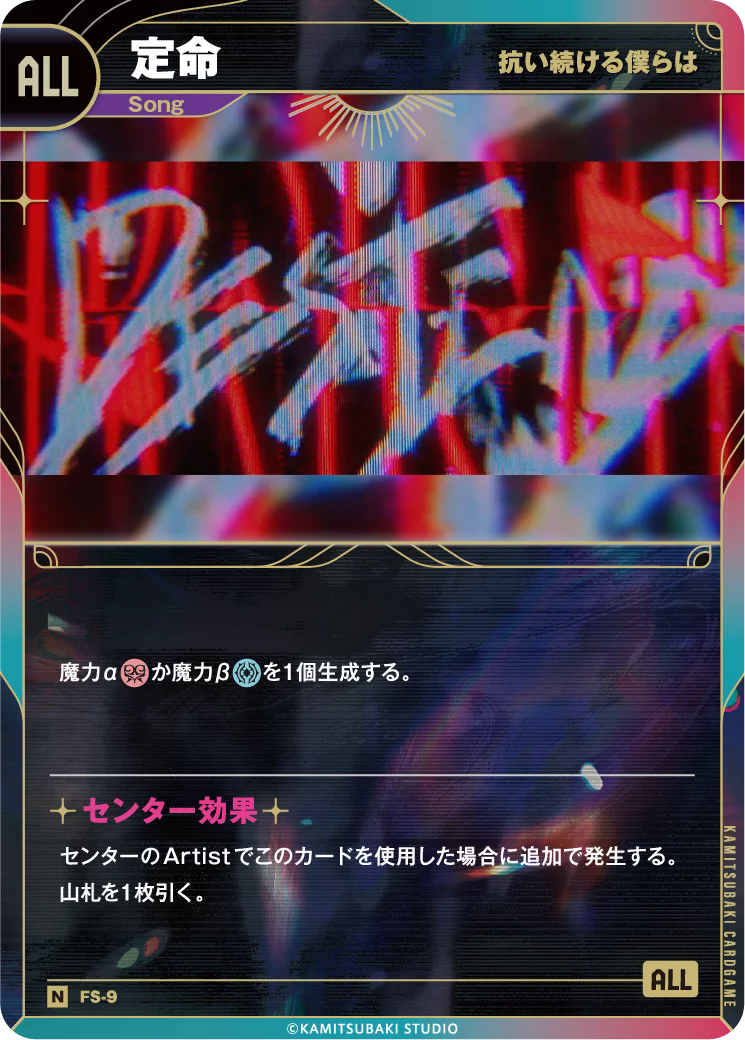 ALL
定命
抗い続ける僕らは
Song
魔力αか魔力βを1個生成する。
センター効果
センターのArtistでこのカードを使用した場合に追加で発生する。
山札を1枚引く。
KAMITSUBAKI CARDGAME
N FS-9
ALL
©KAMITSUBAKI STUDIO